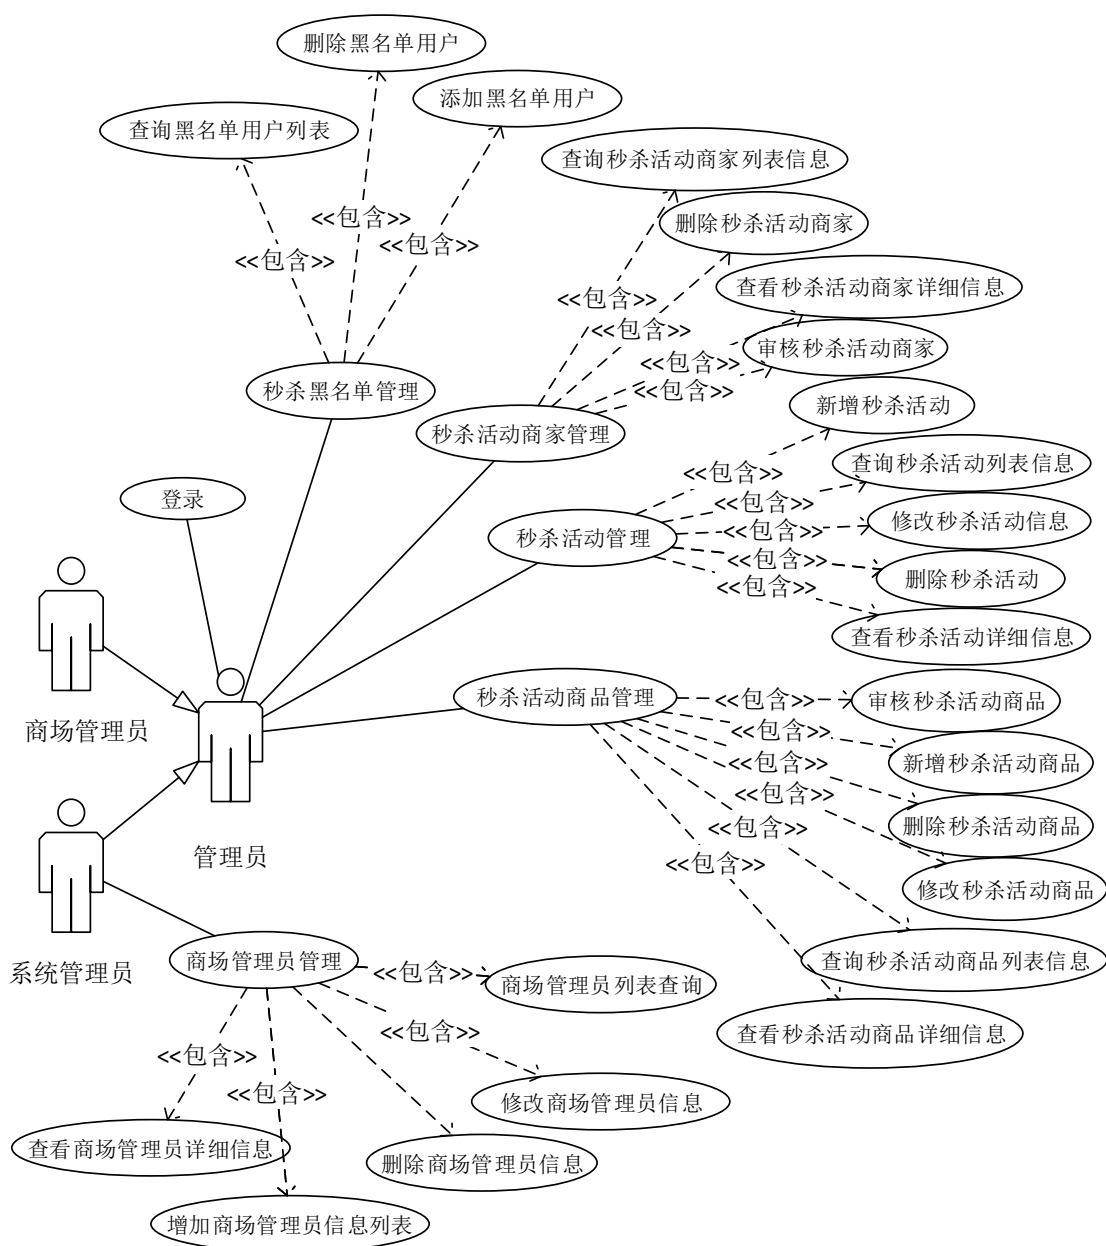 删除黑名单用户
添加黑名单用户
查询黑名单用户列表
查询秒杀活动商家列表信息
<<包含>>
删除秒杀活动商家
<<包含>>
<<包含>>
查看秒杀活动商家详细信息
<<包含>>
<<包含>>
审核秒杀活动商家
<<包含>>
<<包含>>
秒杀黑名单管理
新增秒杀活动
秒杀活动商家管理
查询秒杀活动列表信息
<<包含>>
登录
<<包含>>
修改秒杀活动信息
秒杀活动管理
<<包含>>
<<包含>>
删除秒杀活动
<<包含>>
查看秒杀活动详细信息
秒杀活动商品管理
<<包含>>
审核秒杀活动商品
商场管理员
<<包含>>
<<包含>>
新增秒杀活动商品
<<包含>>
<<包含>>
删除秒杀活动商品
管理员
<<包含>>
修改秒杀活动商品
系统管理员
商场管理员管理
<<包含>>
查询秒杀活动商品列表信息
商场管理员列表查询
<<包含>>
查看秒杀活动商品详细信息
<<包含>>
<<包含>>
修改商场管理员信息
查看商场管理员详细信息
删除商场管理员信息
增加商场管理员信息列表